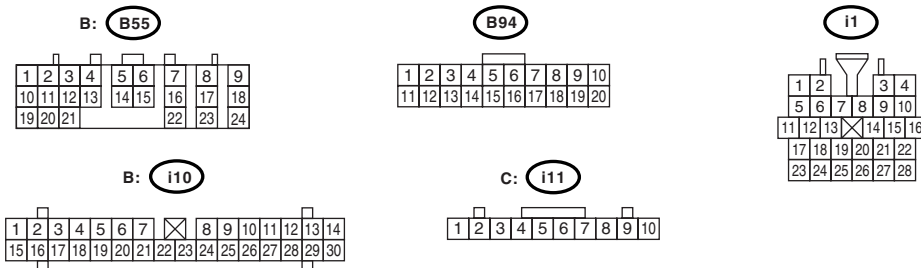 B: B55
1 2 3 4 5 6 7 8 9
10 11 12 13 14 15 16 17 18
19 20 21 22 23 24
B94
1 2 3 4 5 6 7 8 9 10
11 12 13 14 15 16 17 18 19 20
i1
1 2 3 4
5 6 7 8 9 10
11 12 13 14 15 16
17 18 19 20 21 22
23 24 25 26 27 28
B: i10
1 2 3 4 5 6 7 8 9 10 11 12 13 14
15 16 17 18 19 20 21 22 23 24 25 26 27 28 29 30
C: i11
1 2 3 4 5 6 7 8 9 10